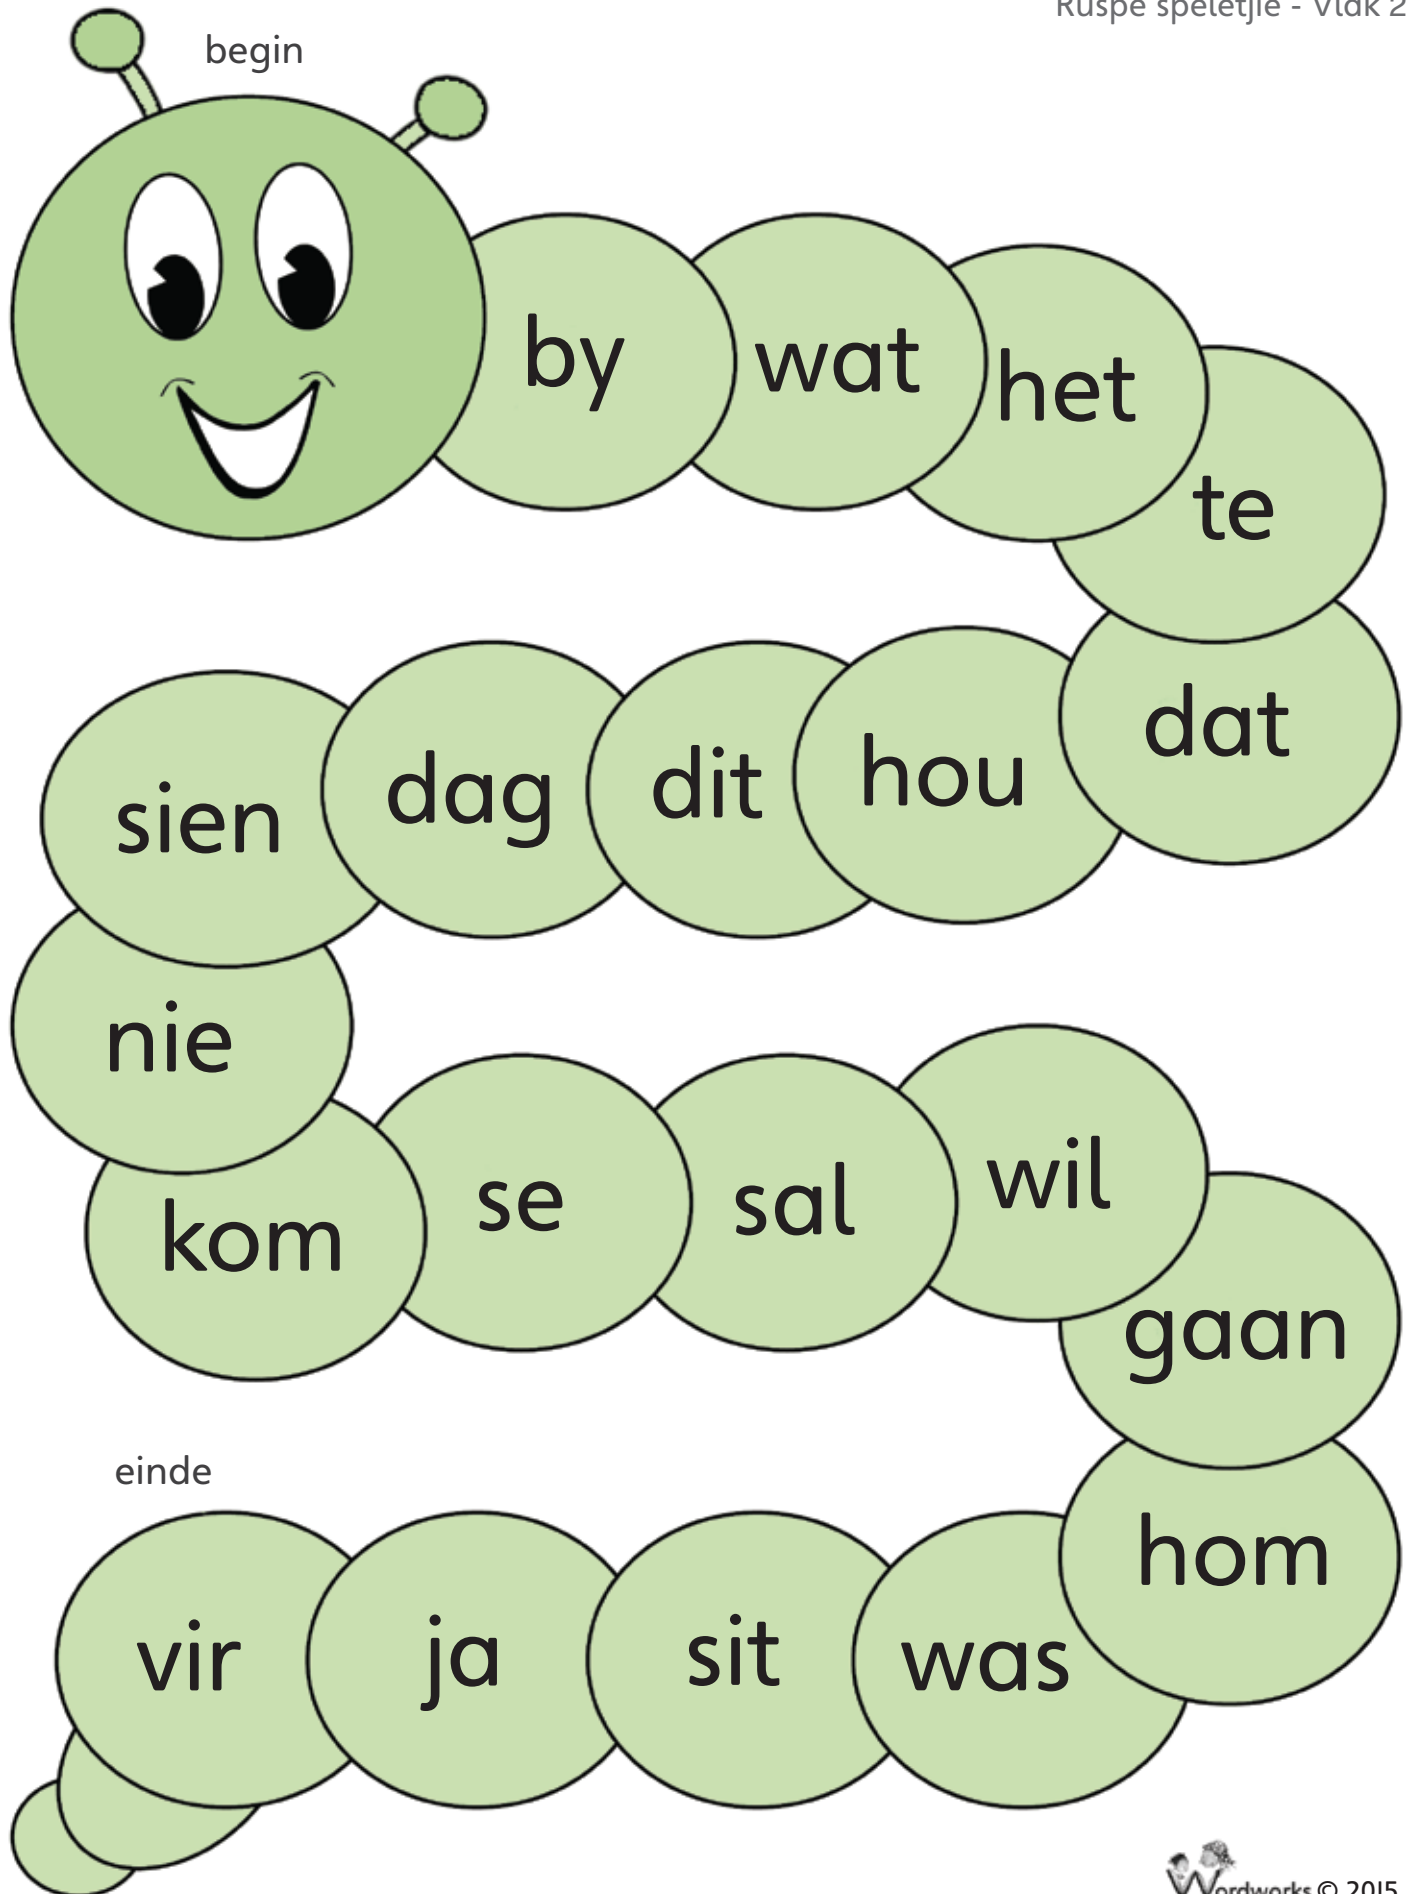 Ruspe speletjie - Vlak 2
begin
by
wat
het
te
dat
hou
dit
dag
sien
nie
kom
se
sal
wil
gaan
hom
was
sit
ja
vir
einde
Wordworks © 2015